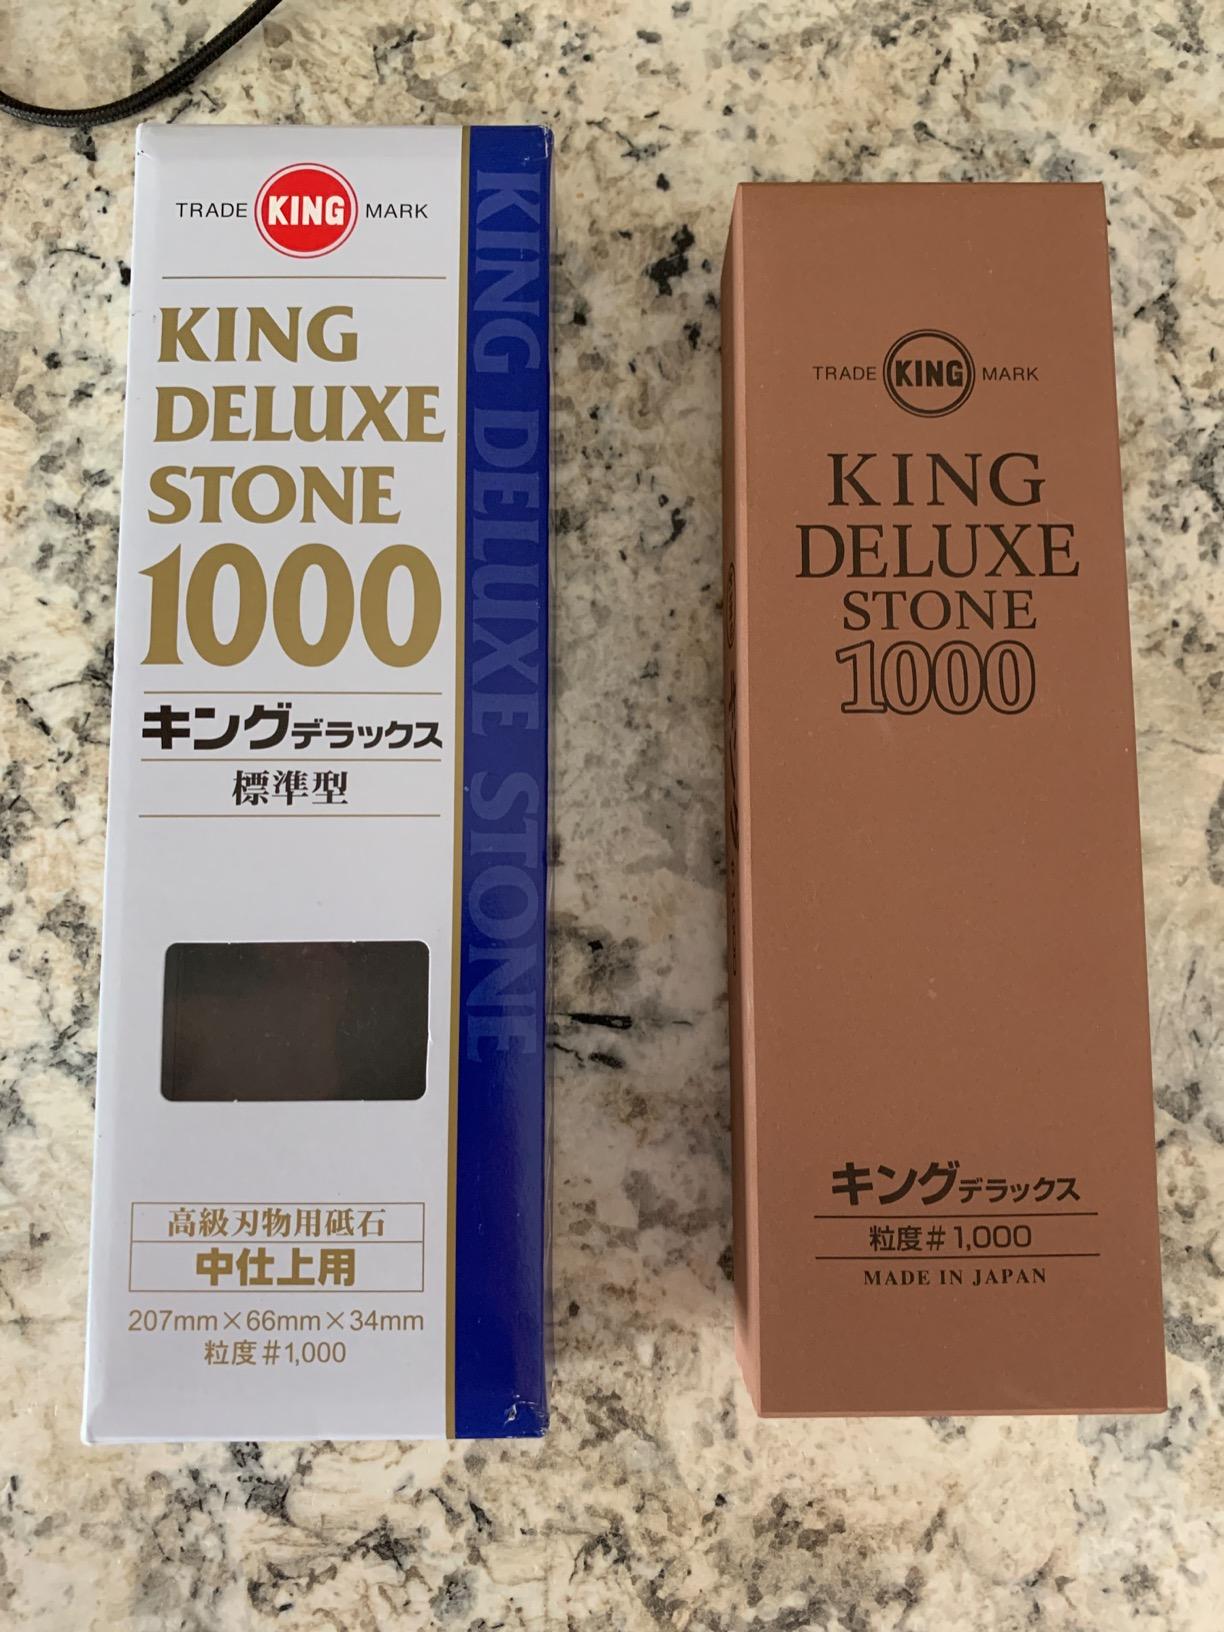 TRADE KING MARK
KING
DELUXE
STONE
1000
キングデラックス
標準型
高級刃物用砥石
中仕上用
207mm×66mm×34mm
粒度#1,000
KING DELUXE STONE
TRADE KING MARK
KING
DELUXE
STONE
1000
キングデラックス
粒度#1,000
MADE IN JAPAN